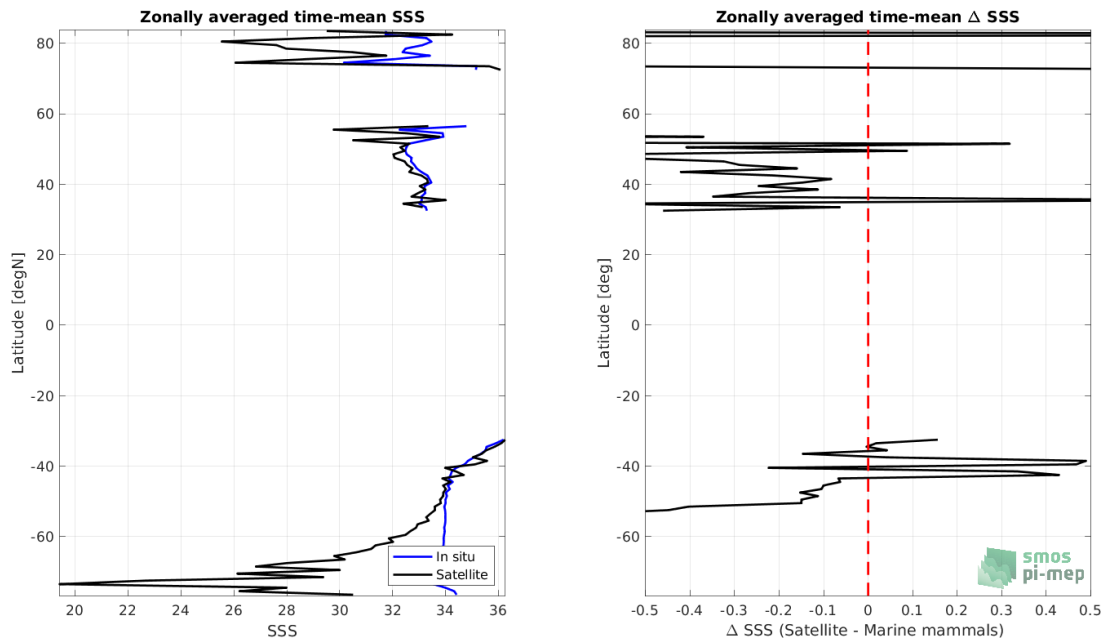 Zonally averaged time-mean SSS
80
60
40
20
0
-20
-40
-60
Latitude [degN]
In situ
Satellite
20 22 24 26 28 30 32 34 36
SSS
Zonally averaged time-mean Δ SSS
80
60
40
20
0
-20
-40
-60
Latitude [deg]
smos
pi-mep
-0.5 -0.4 -0.3 -0.2 -0.1 0 0.1 0.2 0.3 0.4 0.5
Δ SSS (Satellite - Marine mammals)